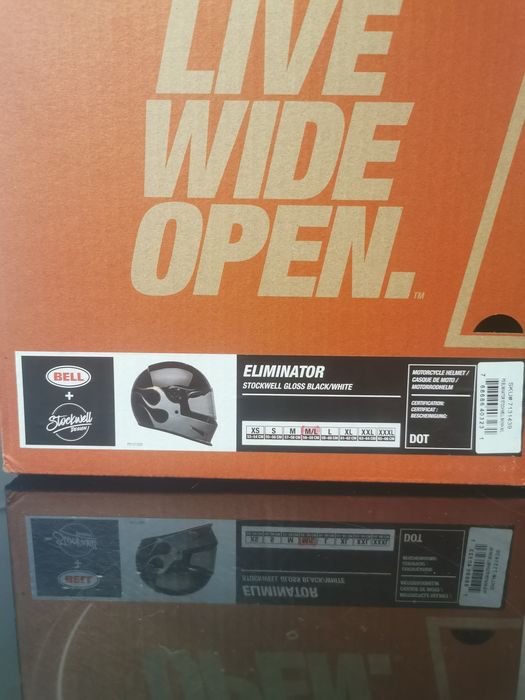 LIVE
WIDE
OPEN.™
BELL
+
Stockwell
DESIGN
ELIMINATOR
STOCKWELL GLOSS BLACK/WHITE
XS S M M/L L XL XXL XXXL
MOTORCYCLE HELMET /
CASQUE DE MOTO /
MOTORRADHELM
CERTIFICATION:
CERTIFICAT:
BESCHEINIGUNG:
DOT